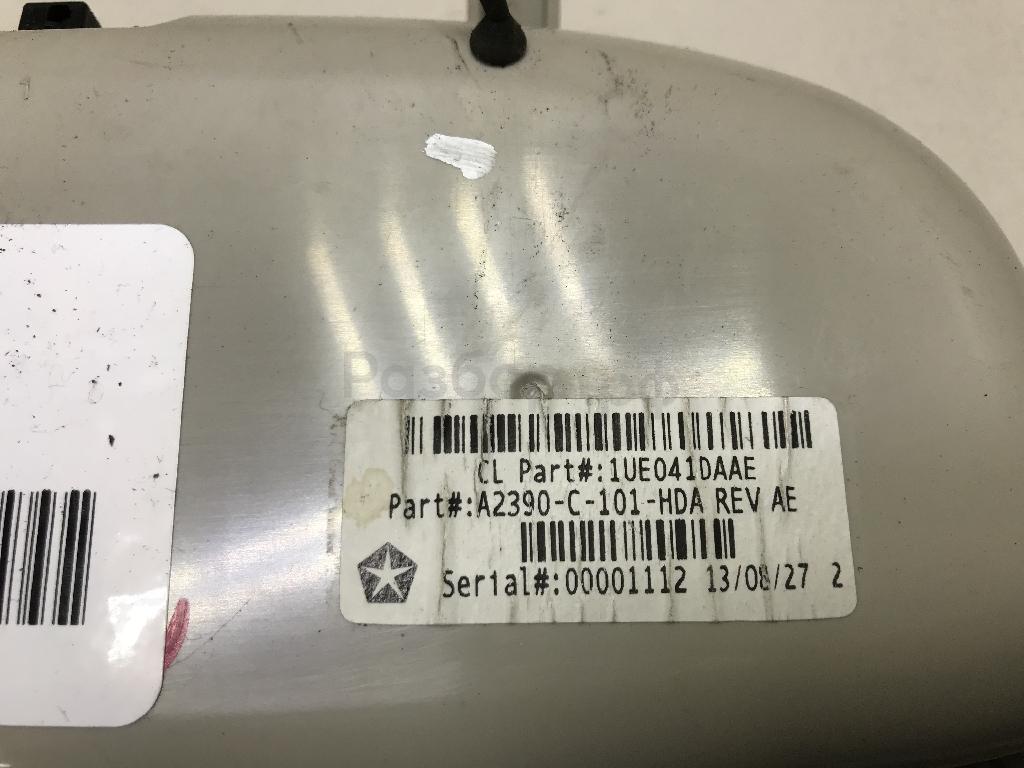 CL Part#:1UE041DAAE
Part#:A2390-C-101-HDA REV AE
Serial#:00001112 13/08/27 2